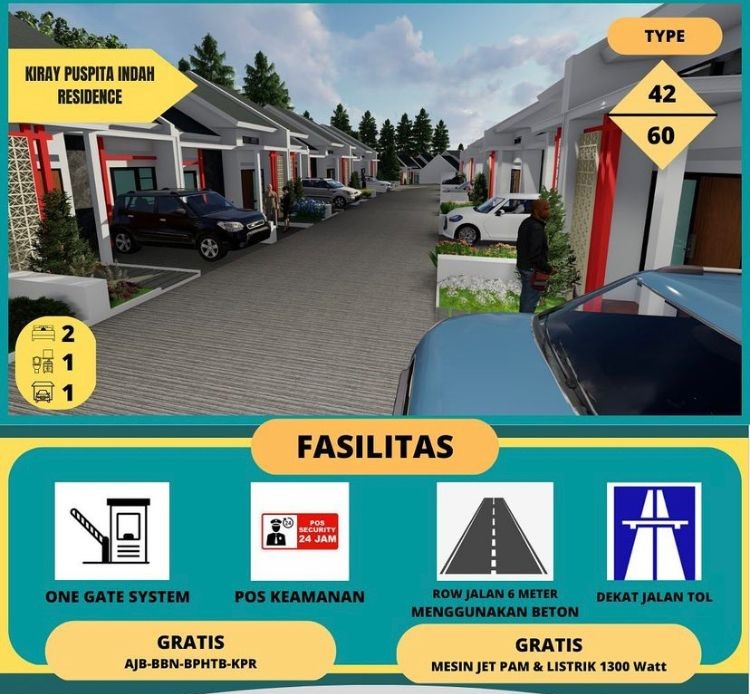 KIRAY PUSPITA INDAH
RESIDENCE
TYPE
42
60
2
1
1
FASILITAS
24
POS
SECURITY
24 JAM
ONE GATE SYSTEM
POS KEAMANAN
ROW JALAN 6 METER
MENGGUNAKAN BETON
DEKAT JALAN TOL
GRATIS
AJB-BBN-BPHTB-KPR
GRATIS
MESIN JET PAM & LISTRIK 1300 Watt